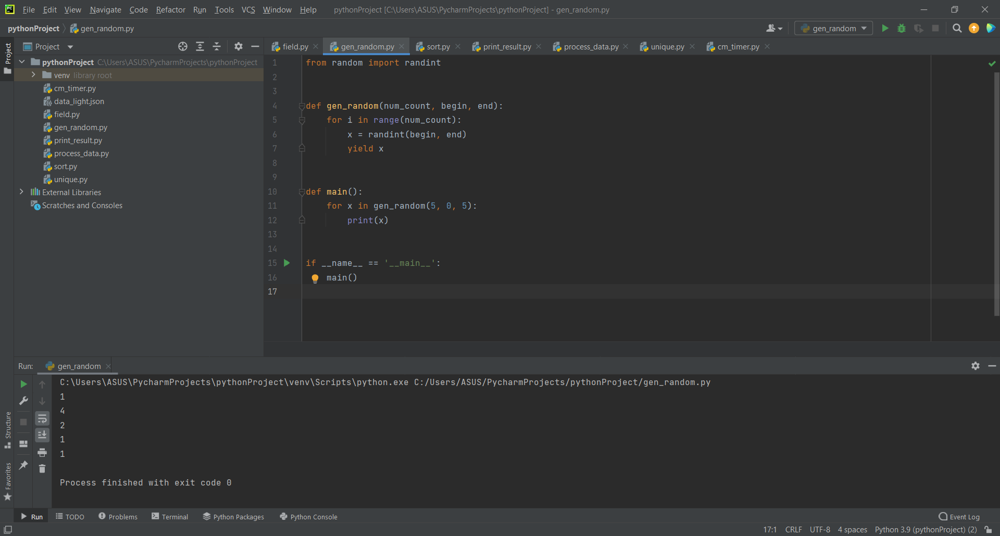 PC File Edit View Navigate Code Refactor Run Tools VCS Window Help pythonProject [C:\Users\ASUS\PycharmProjects\pythonProject] - gen_random.py
pythonProject gen_random.py gen_random
Project
Project
field.py gen_random.py sort.py print_result.py process_data.py unique.py cm_timer.py
pythonProject C:\Users\ASUS\PycharmProjects\pythonProject
venv library root
cm_timer.py
data_light.json
field.py
gen_random.py
print_result.py
process_data.py
sort.py
unique.py
External Libraries
Scratches and Consoles
1 from random import randint
2
3
4 def gen_random(num_count, begin, end):
5     for i in range(num_count):
6         x = randint(begin, end)
7         yield x
8
9
10 def main():
11     for x in gen_random(5, 0, 5):
12         print(x)
13
14
15 if __name__ == '__main__':
16     main()
17
Run: gen_random
C:\Users\ASUS\PycharmProjects\pythonProject\venv\Scripts\python.exe C:/Users/ASUS/PycharmProjects/pythonProject/gen_random.py
1
4
2
1
1
Process finished with exit code 0
Structure
Favorites
Run TODO Problems Terminal Python Packages Python Console Event Log
17:1 CRLF UTF-8 4 spaces Python 3.9 (pythonProject) (2)